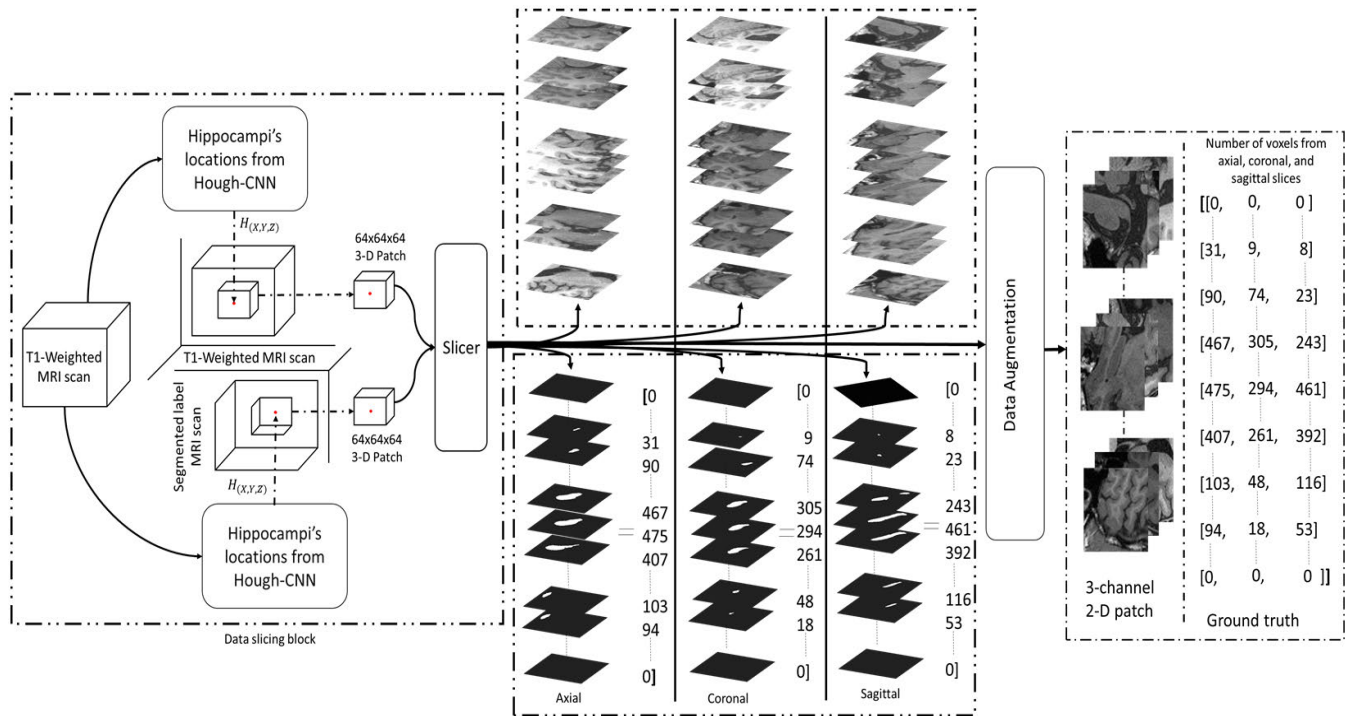 Hippocampi's
locations from
Hough-CNN
H(X,Y,Z)
64x64x64
3-D Patch
T1-Weighted
MRI scan
T1-Weighted MRI scan
Segmented label
MRI scan
64x64x64
3-D Patch
H(X,Y,Z)
Hippocampi's
locations from
Hough-CNN
Data slicing block
Slicer
[0
31
90
467
475
407
103
94
0]
Axial
[0
9
74
305
294
261
48
18
0]
Coronal
[0
8
23
243
461
392
116
53
0]
Sagittal
Data Augmentation
3-channel
2-D patch
Number of voxels from
axial, coronal, and
sagittal slices
[[0, 0, 0 ]
[31, 9, 8]
[90, 74, 23]
[467, 305, 243]
[475, 294, 461]
[407, 261, 392]
[103, 48, 116]
[94, 18, 53]
[0, 0, 0 ]]
Ground truth